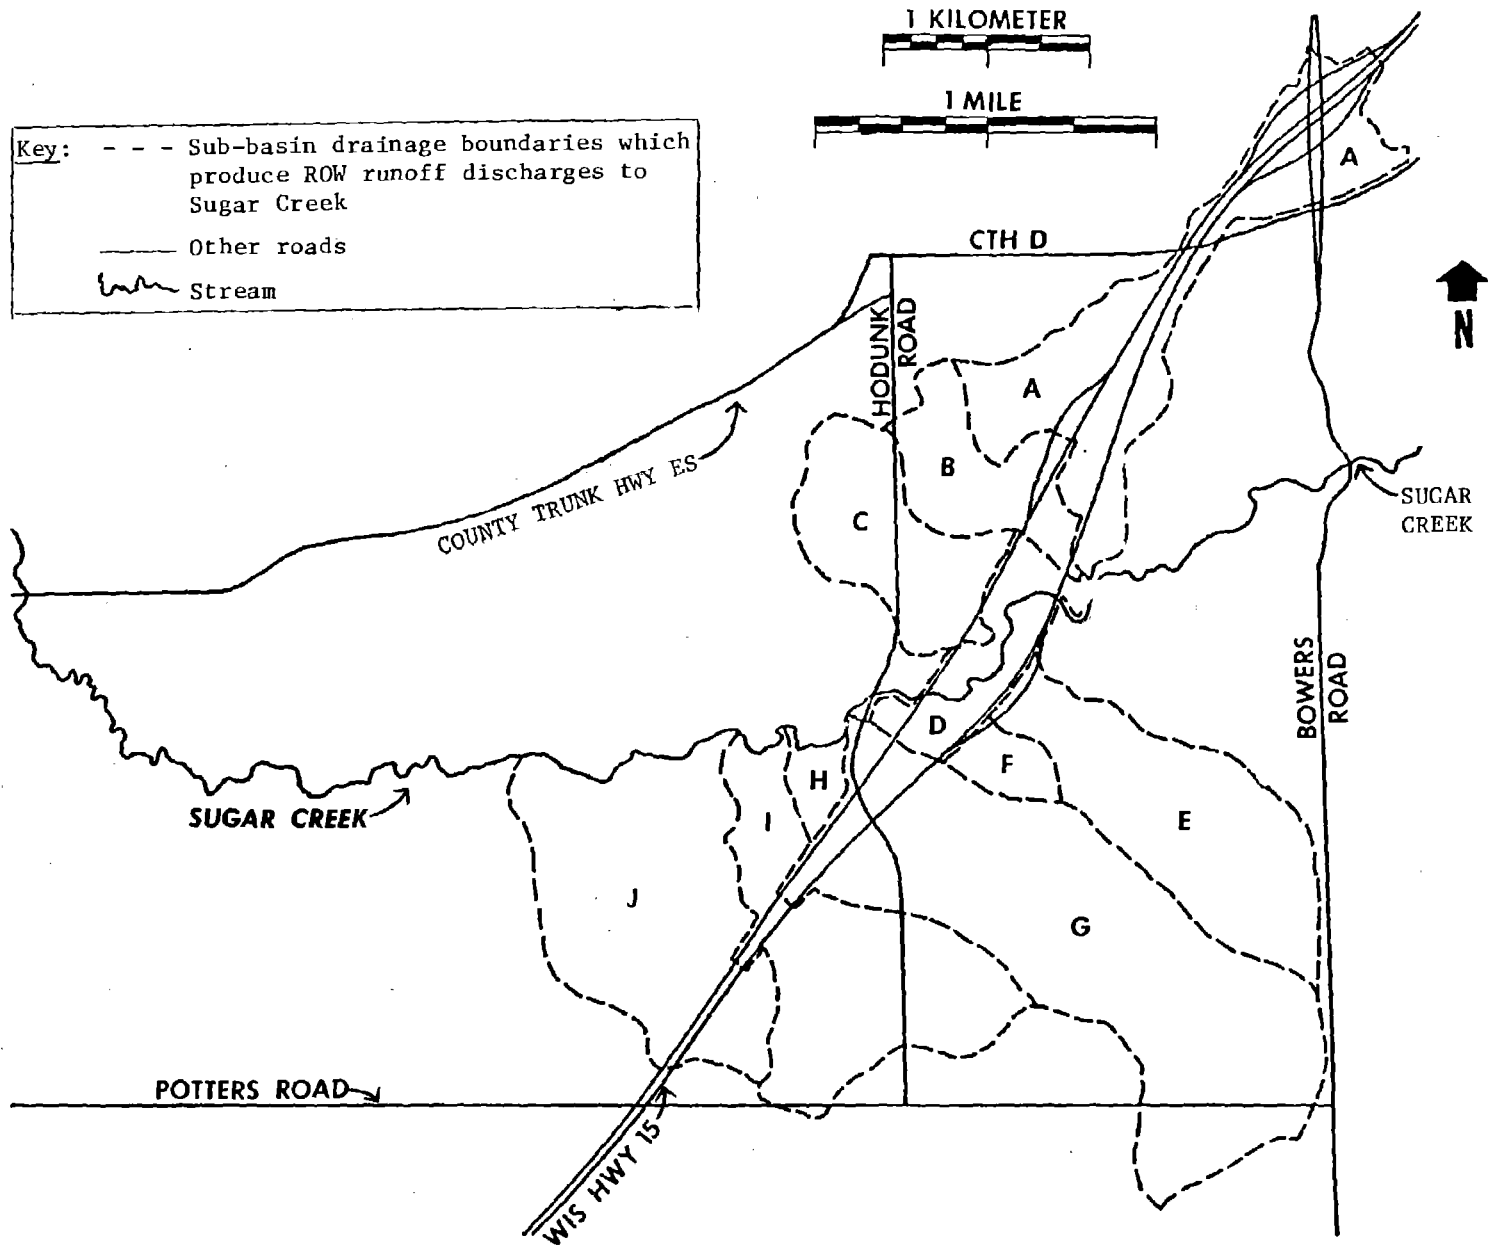 1 KILOMETER
1 MILE
Key: - - - Sub-basin drainage boundaries which
produce ROW runoff discharges to
Sugar Creek
Other roads
Stream
A
CTH D
N
HODUNK
ROAD
A
B
COUNTY TRUNK HWY ES
C
SUGAR
CREEK
BOWERS
ROAD
D
F
H
SUGAR CREEK
I
E
J
G
POTTERS ROAD
WIS HWY 15